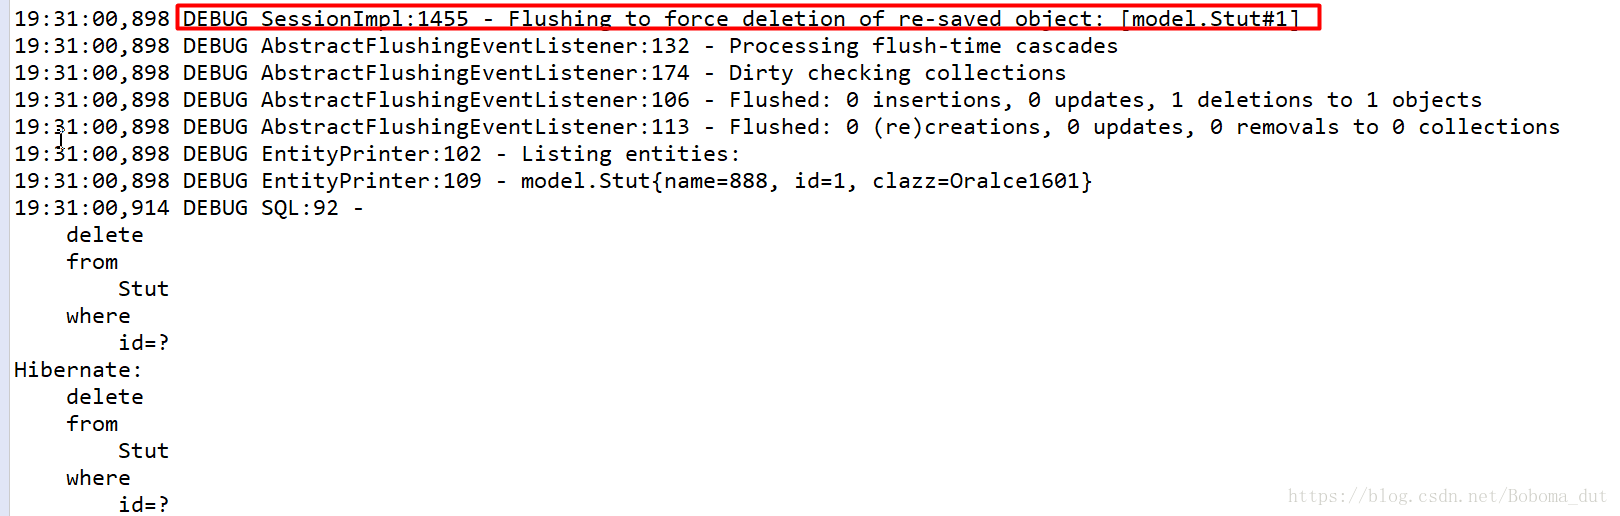 19:31:00,898 DEBUG SessionImpl:1455 - Flushing to force deletion of re-saved object: [model.Stut#1]
19:31:00,898 DEBUG AbstractFlushingEventListener:132 - Processing flush-time cascades
19:31:00,898 DEBUG AbstractFlushingEventListener:174 - Dirty checking collections
19:31:00,898 DEBUG AbstractFlushingEventListener:106 - Flushed: 0 insertions, 0 updates, 1 deletions to 1 objects
19:31:00,898 DEBUG AbstractFlushingEventListener:113 - Flushed: 0 (re)creations, 0 updates, 0 removals to 0 collections
19:31:00,898 DEBUG EntityPrinter:102 - Listing entities:
19:31:00,898 DEBUG EntityPrinter:109 - model.Stut{name=888, id=1, clazz=Oralce1601}
19:31:00,914 DEBUG SQL:92 -
delete
from
Stut
where
id=?
Hibernate:
delete
from
Stut
where
id=?
https://blog.csdn.net/Boboma_dut